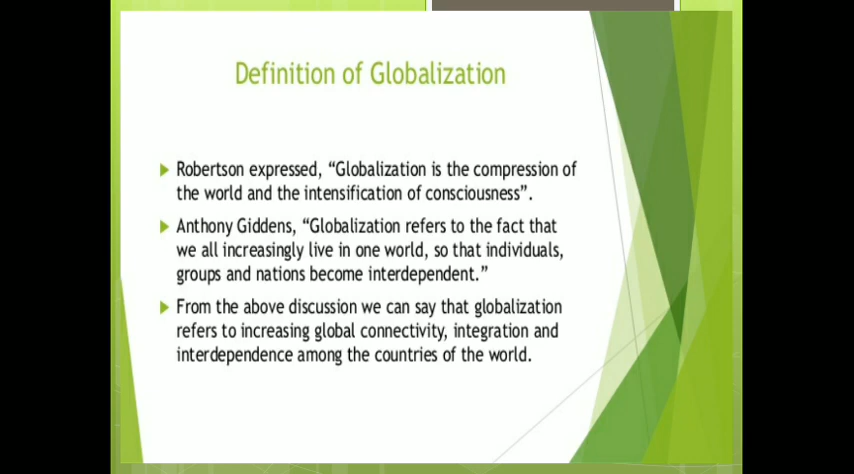 Definition of Globalization
Robertson expressed, “Globalization is the compression of
the world and the intensification of consciousness”.
Anthony Giddens, “Globalization refers to the fact that
we all increasingly live in one world, so that individuals,
groups and nations become interdependent.”
From the above discussion we can say that globalization
refers to increasing global connectivity, integration and
interdependence among the countries of the world.